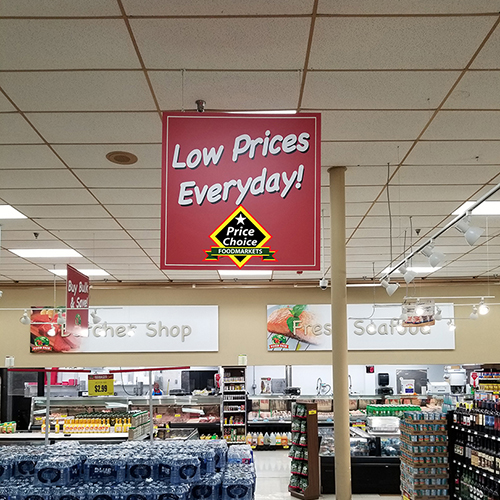 Low Prices
Everyday!
Price
Choice
FOODMARKETS
Buy Bulk
& Save!
Butcher Shop
Fresh Seafood
$2.99